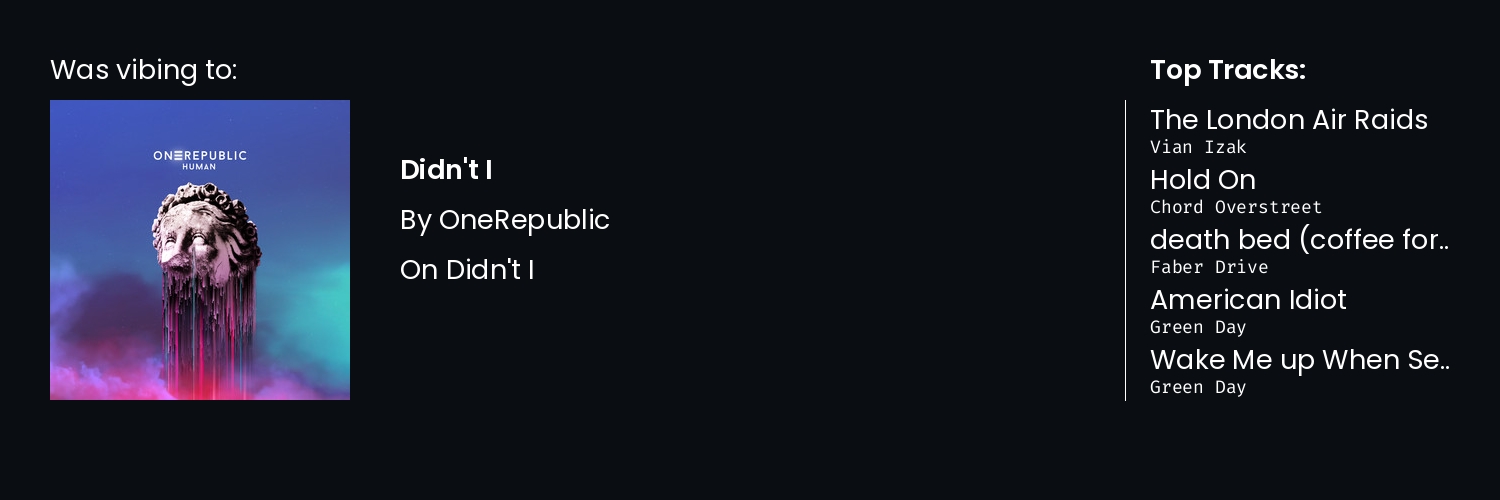 Was vibing to:
ONEREPUBLIC
HUMAN
Didn't I
By OneRepublic
On Didn't I
Top Tracks:
The London Air Raids
Vian Izak
Hold On
Chord Overstreet
death bed (coffee for..
Faber Drive
American Idiot
Green Day
Wake Me up When Se..
Green Day